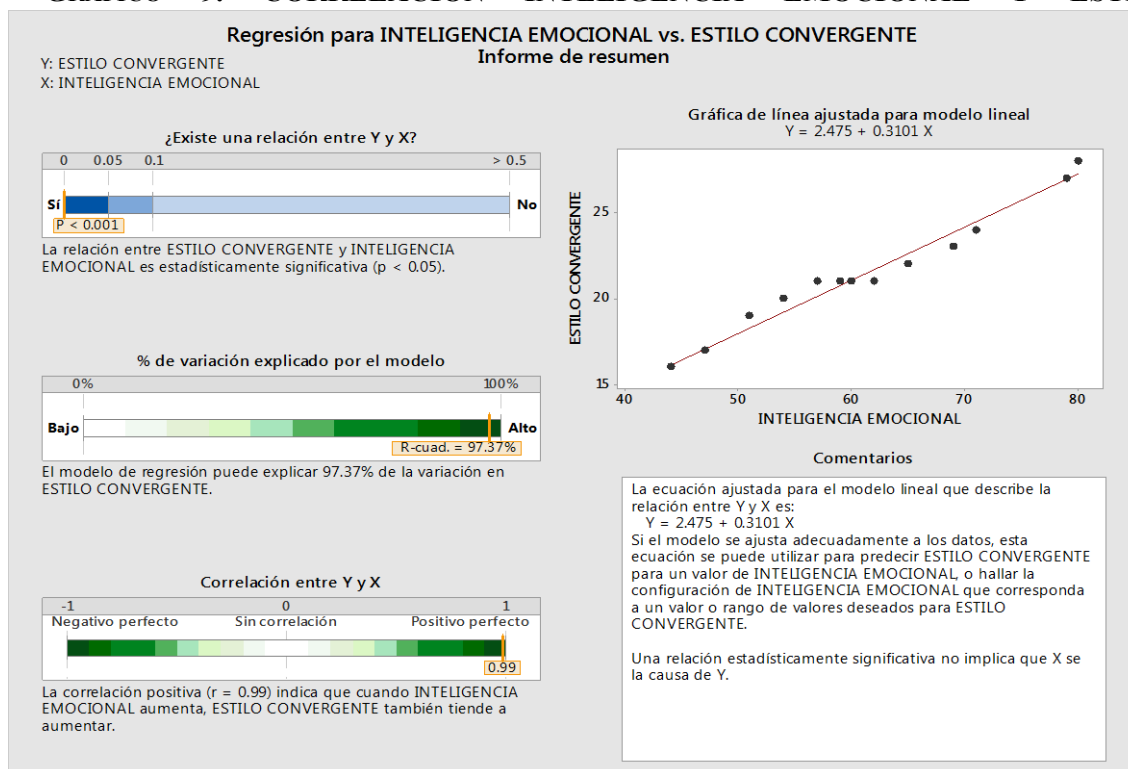 Regresión para INTELIGENCIA EMOCIONAL vs. ESTILO CONVERGENTE
Informe de resumen
Y: ESTILO CONVERGENTE
X: INTELIGENCIA EMOCIONAL
¿Existe una relación entre Y y X?
0 0.05 0.1 > 0.5
Sí No
P < 0.001
La relación entre ESTILO CONVERGENTE y INTELIGENCIA
EMOCIONAL es estadísticamente significativa (p < 0.05).
% de variación explicado por el modelo
0% 100%
Bajo Alto
R-cuad. = 97.37%
El modelo de regresión puede explicar 97.37% de la variación en
ESTILO CONVERGENTE.
Correlación entre Y y X
-1 0 1
Negativo perfecto Sin correlación Positivo perfecto
0.99
La correlación positiva (r = 0.99) indica que cuando INTELIGENCIA
EMOCIONAL aumenta, ESTILO CONVERGENTE también tiende a
aumentar.
Gráfica de línea ajustada para modelo lineal
Y = 2.475 + 0.3101 X
ESTILO CONVERGENTE
25
20
15
40 50 60 70 80
INTELIGENCIA EMOCIONAL
Comentarios
La ecuación ajustada para el modelo lineal que describe la
relación entre Y y X es:
Y = 2.475 + 0.3101 X
Si el modelo se ajusta adecuadamente a los datos, esta
ecuación se puede utilizar para predecir ESTILO CONVERGENTE
para un valor de INTELIGENCIA EMOCIONAL, o hallar la
configuración de INTELIGENCIA EMOCIONAL que corresponda
a un valor o rango de valores deseados para ESTILO
CONVERGENTE.
Una relación estadísticamente significativa no implica que X se
la causa de Y.